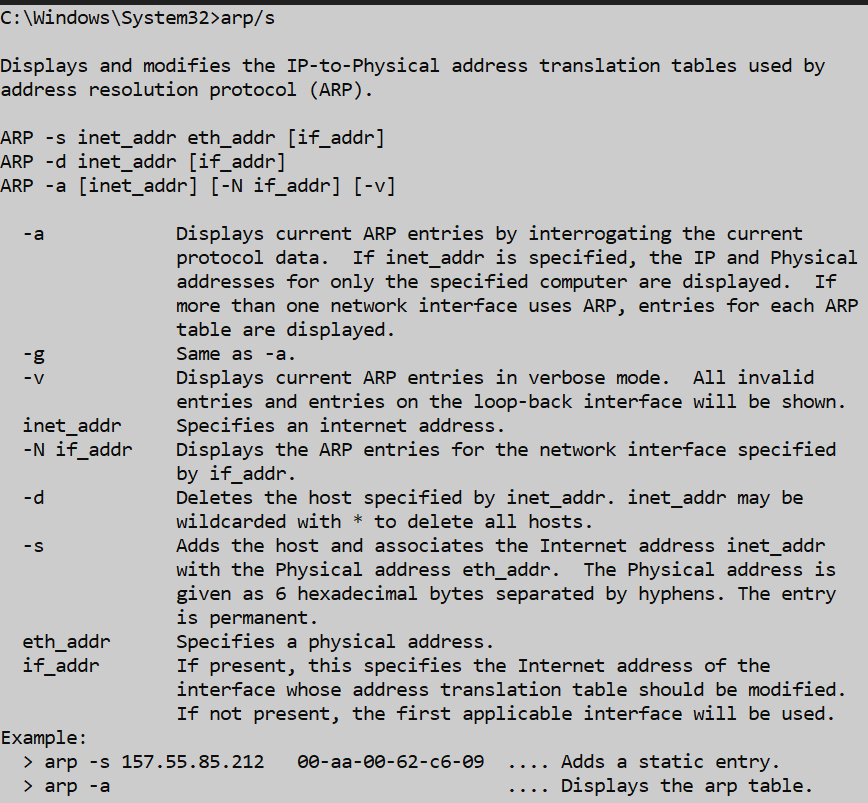 C:\Windows\System32>arp/s
Displays and modifies the IP-to-Physical address translation tables used by
address resolution protocol (ARP).
ARP -s inet_addr eth_addr [if_addr]
ARP -d inet_addr [if_addr]
ARP -a [inet_addr] [-N if_addr] [-v]
-a Displays current ARP entries by interrogating the current
protocol data.  If inet_addr is specified, the IP and Physical
addresses for only the specified computer are displayed.  If
more than one network interface uses ARP, entries for each ARP
table are displayed.
-g Same as -a.
-v Displays current ARP entries in verbose mode.  All invalid
entries and entries on the loop-back interface will be shown.
inet_addr Specifies an internet address.
-N if_addr Displays the ARP entries for the network interface specified
by if_addr.
-d Deletes the host specified by inet_addr. inet_addr may be
wildcarded with * to delete all hosts.
-s Adds the host and associates the Internet address inet_addr
with the Physical address eth_addr.  The Physical address is
given as 6 hexadecimal bytes separated by hyphens. The entry
is permanent.
eth_addr Specifies a physical address.
if_addr If present, this specifies the Internet address of the
interface whose address translation table should be modified.
If not present, the first applicable interface will be used.
Example:
> arp -s 157.55.85.212   00-aa-00-62-c6-09  .... Adds a static entry.
> arp -a                                    .... Displays the arp table.